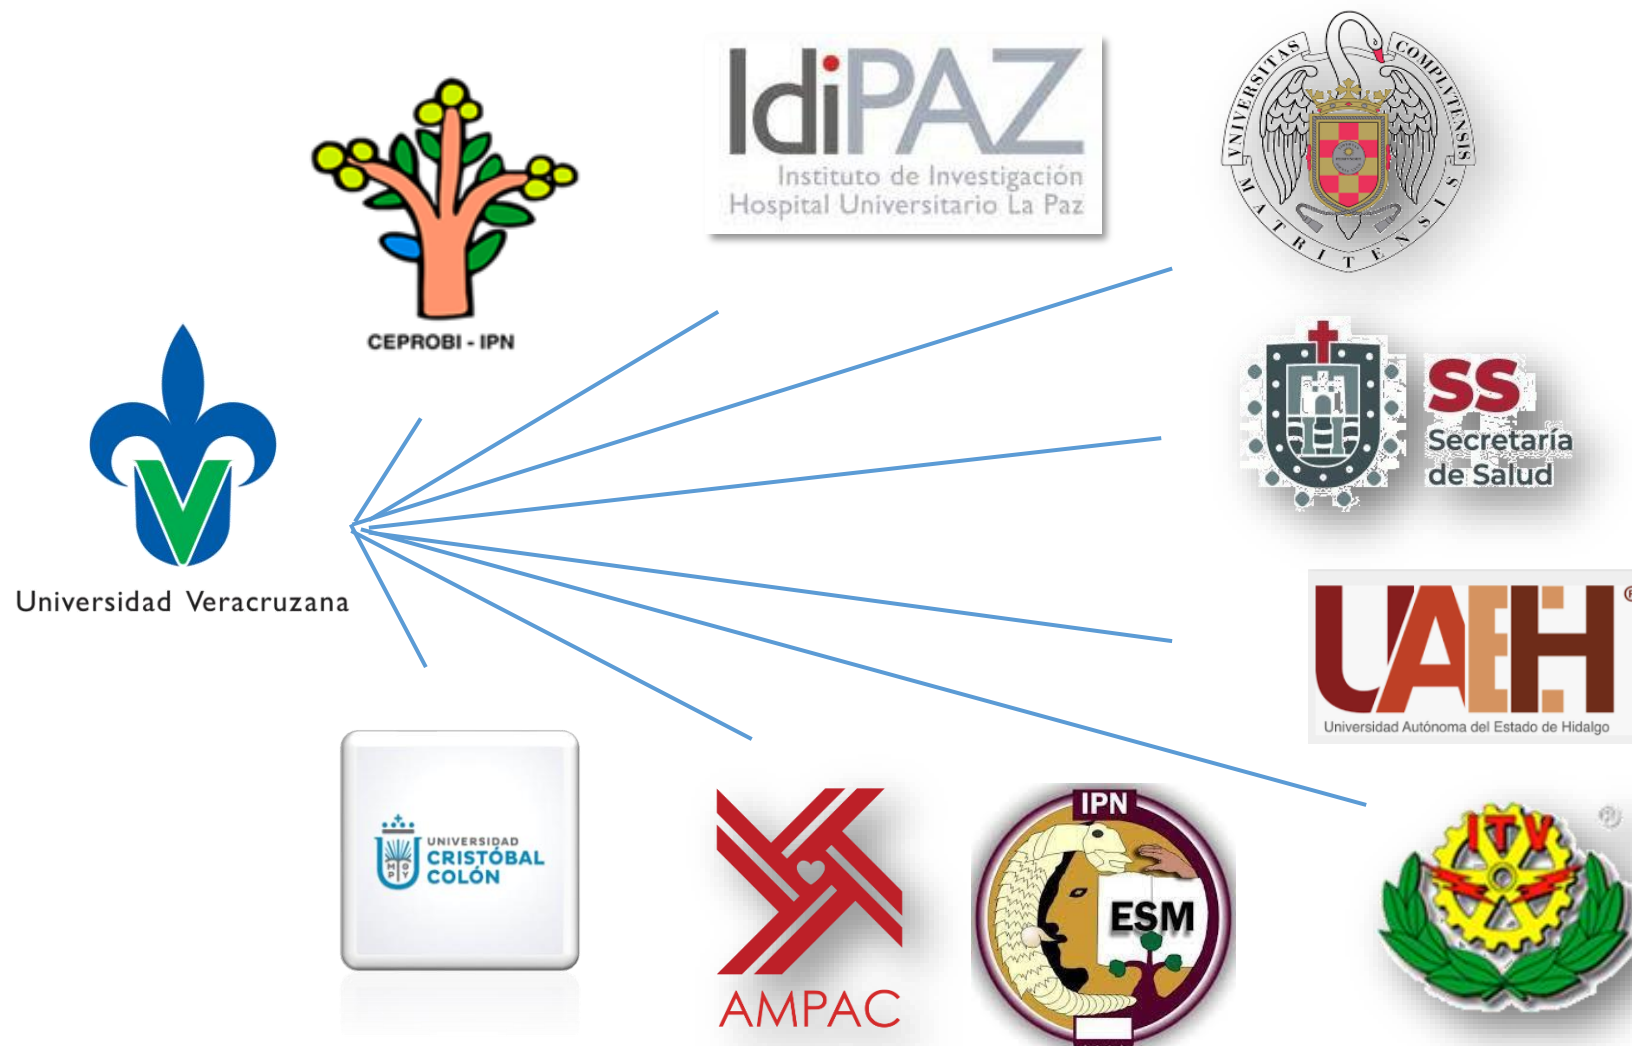 IdiPAZ
Instituto de Investigación
Hospital Universitario La Paz
VNIVERSITAS COMPLVTENSIS
MATRITENSIS
CEPROBI - IPN
SS
Secretaría
de Salud
Universidad Veracruzana
UAEH ®
Universidad Autónoma del Estado de Hidalgo
UNIVERSIDAD
CRISTÓBAL
COLÓN
AMPAC
IPN
ESM
ITV ®